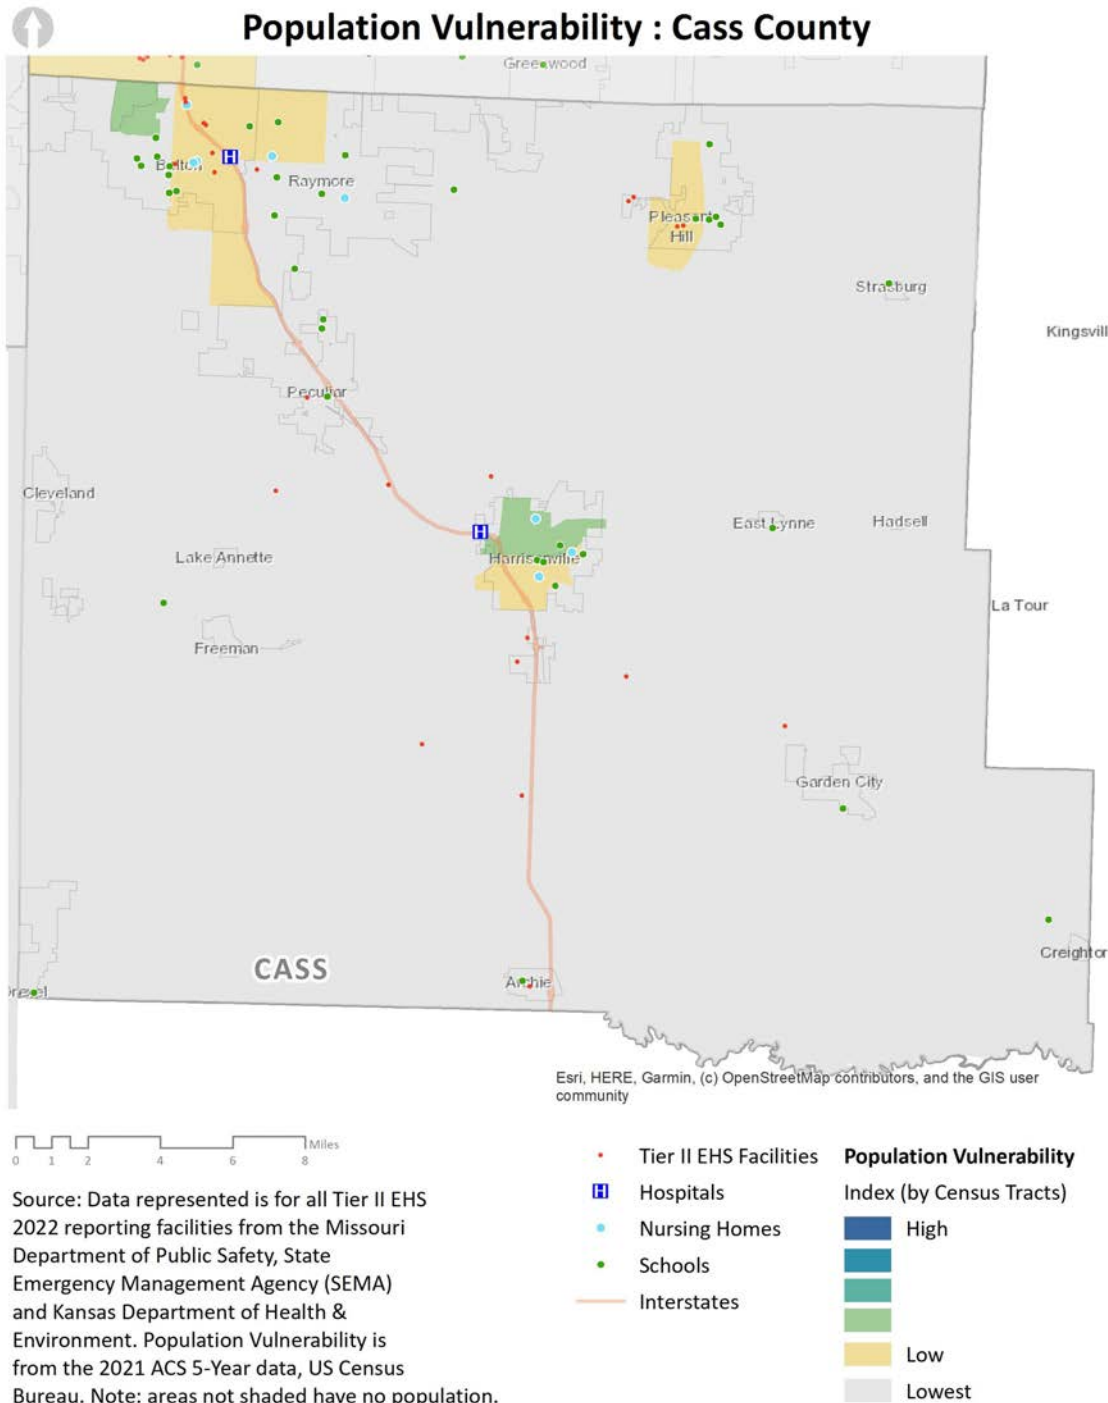 Population Vulnerability : Cass County
Greenwood
Belton
H
Raymore
Pleasant
Hill
Strasburg
Kingsvill
Peculiar
Cleveland
H
East Lynne
Hadsell
Lake Annette
Harrisonville
La Tour
Freeman
Garden City
Creighton
CASS
Archie
Drexel
Esri, HERE, Garmin, (c) OpenStreetMap contributors, and the GIS user
community
Miles
0 1 2 4 6 8
Source: Data represented is for all Tier II EHS
2022 reporting facilities from the Missouri
Department of Public Safety, State
Emergency Management Agency (SEMA)
and Kansas Department of Health &
Environment. Population Vulnerability is
from the 2021 ACS 5-Year data, US Census
Bureau. Note: areas not shaded have no population.
Tier II EHS Facilities
H Hospitals
Nursing Homes
Schools
Interstates
Population Vulnerability
Index (by Census Tracts)
High
Low
Lowest